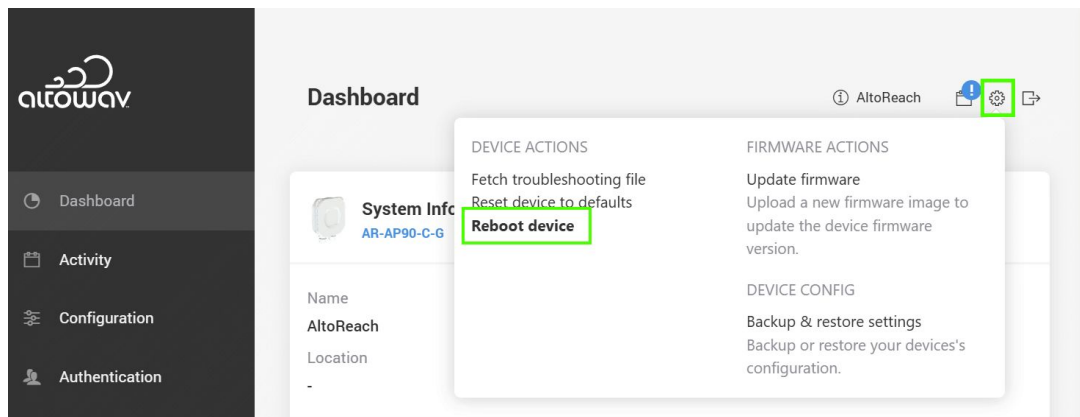 altowav
Dashboard
AltoReach
DEVICE ACTIONS
Fetch troubleshooting file
Reset device to defaults
Reboot device
FIRMWARE ACTIONS
Update firmware
Upload a new firmware image to
update the device firmware
version.
DEVICE CONFIG
Backup & restore settings
Backup or restore your devices's
configuration.
Dashboard
Activity
Configuration
Authentication
System Info
AR-AP90-C-G
Name
AltoReach
Location
-